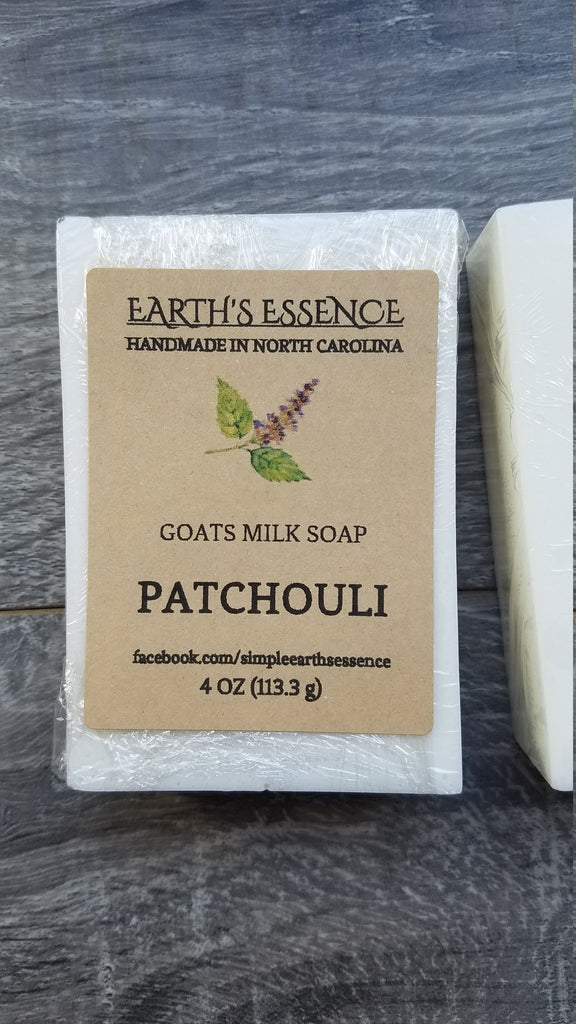 EARTH'S ESSENCE
HANDMADE IN NORTH CAROLINA
GOATS MILK SOAP
PATCHOULI
facebook.com/simpleearthsessence
4 OZ (113.3 g)